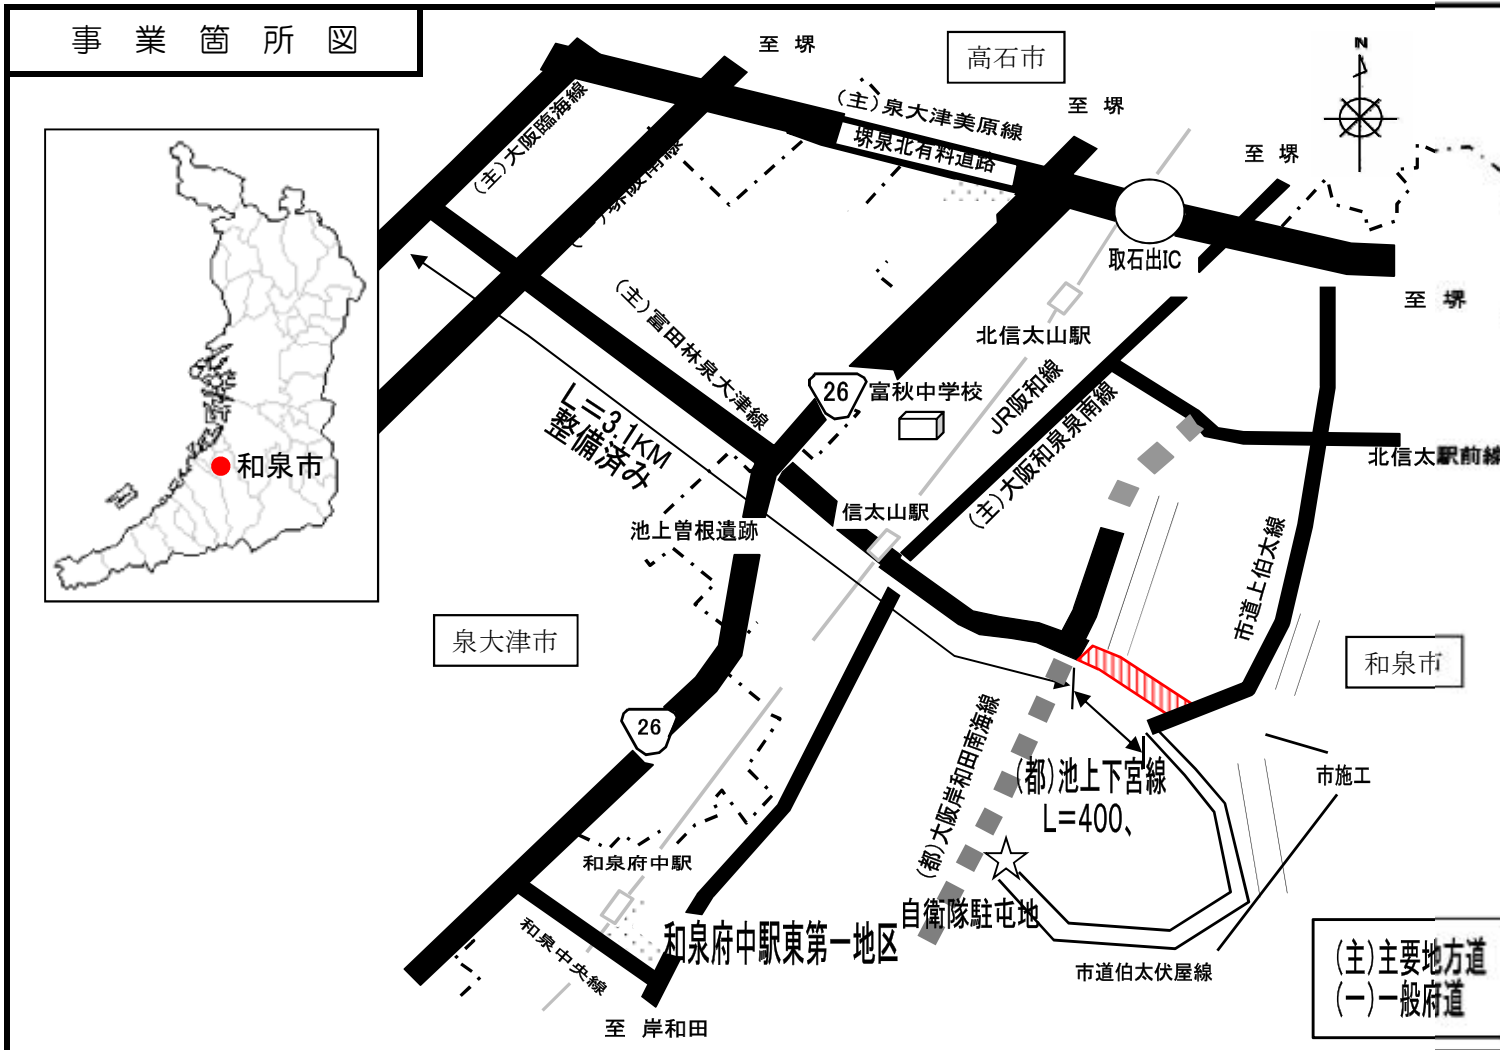 事業箇所図
至 堺
高石市
N
(主)泉大津美原線
至 堺
堺泉北有料道路
至 堺
(主)大阪臨海線
取石出IC
至 堺
(主)富田林泉大津線
北信太山駅
26
富秋中学校
JR阪和線
L=3.1KM
整備済み
(主)大阪和泉泉南線
北信太駅前線
和泉市
池上曽根遺跡
信太山駅
市道上伯太線
泉大津市
和泉市
26
(都)大阪岸和田南海線
(都)池上下宮線
L=400、
市施工
和泉府中駅
自衛隊駐屯地
和泉府中駅東第一地区
和泉中央線
市道伯太伏屋線
(主)主要地方道
(一)一般府道
至 岸和田